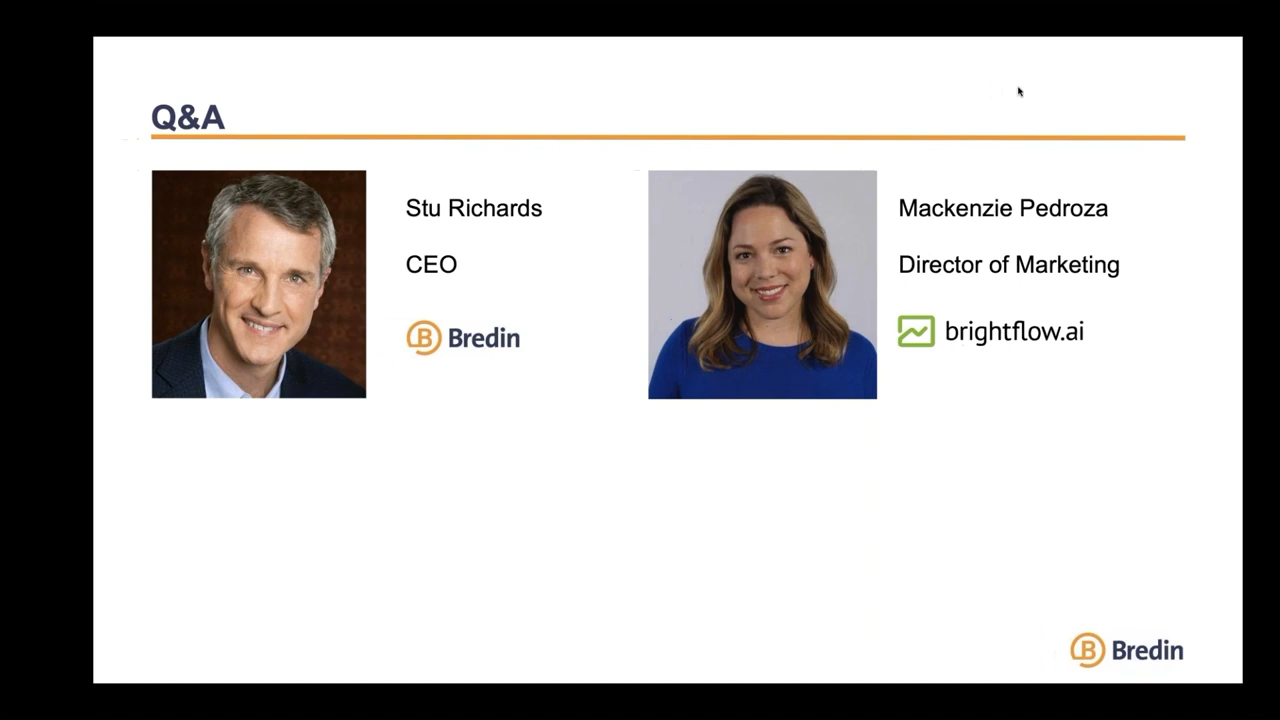 Q&A
Stu Richards
CEO
Bredin
Mackenzie Pedroza
Director of Marketing
brightflow.ai
Bredin